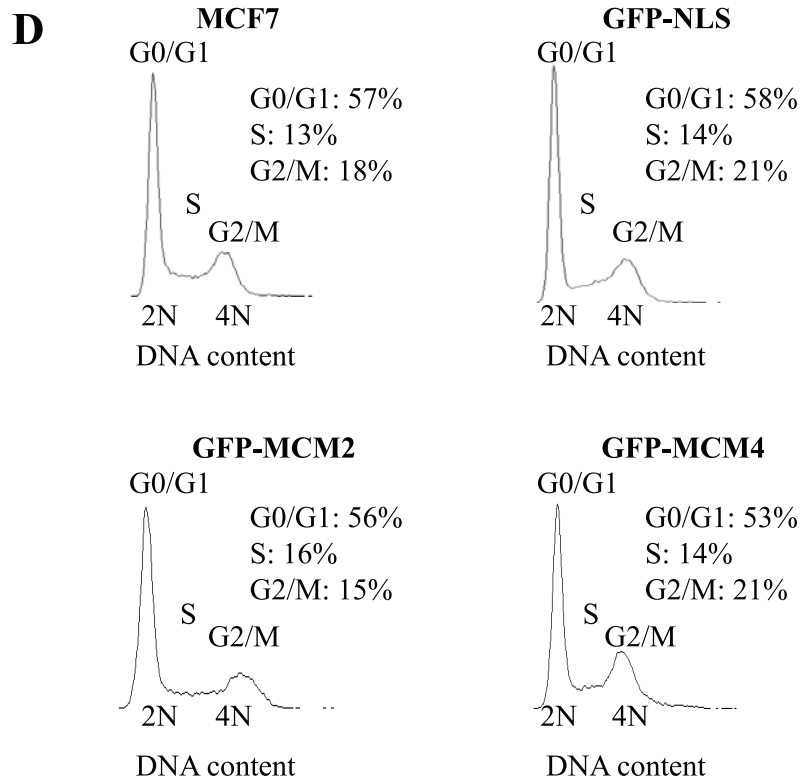 D
MCF7
G0/G1
G0/G1: 57%
S: 13%
G2/M: 18%
S
G2/M
2N 4N
DNA content
GFP-NLS
G0/G1
G0/G1: 58%
S: 14%
G2/M: 21%
S
G2/M
2N 4N
DNA content
GFP-MCM2
G0/G1
G0/G1: 56%
S: 16%
G2/M: 15%
S
G2/M
2N 4N
DNA content
GFP-MCM4
G0/G1
G0/G1: 53%
S: 14%
G2/M: 21%
S
G2/M
2N 4N
DNA content